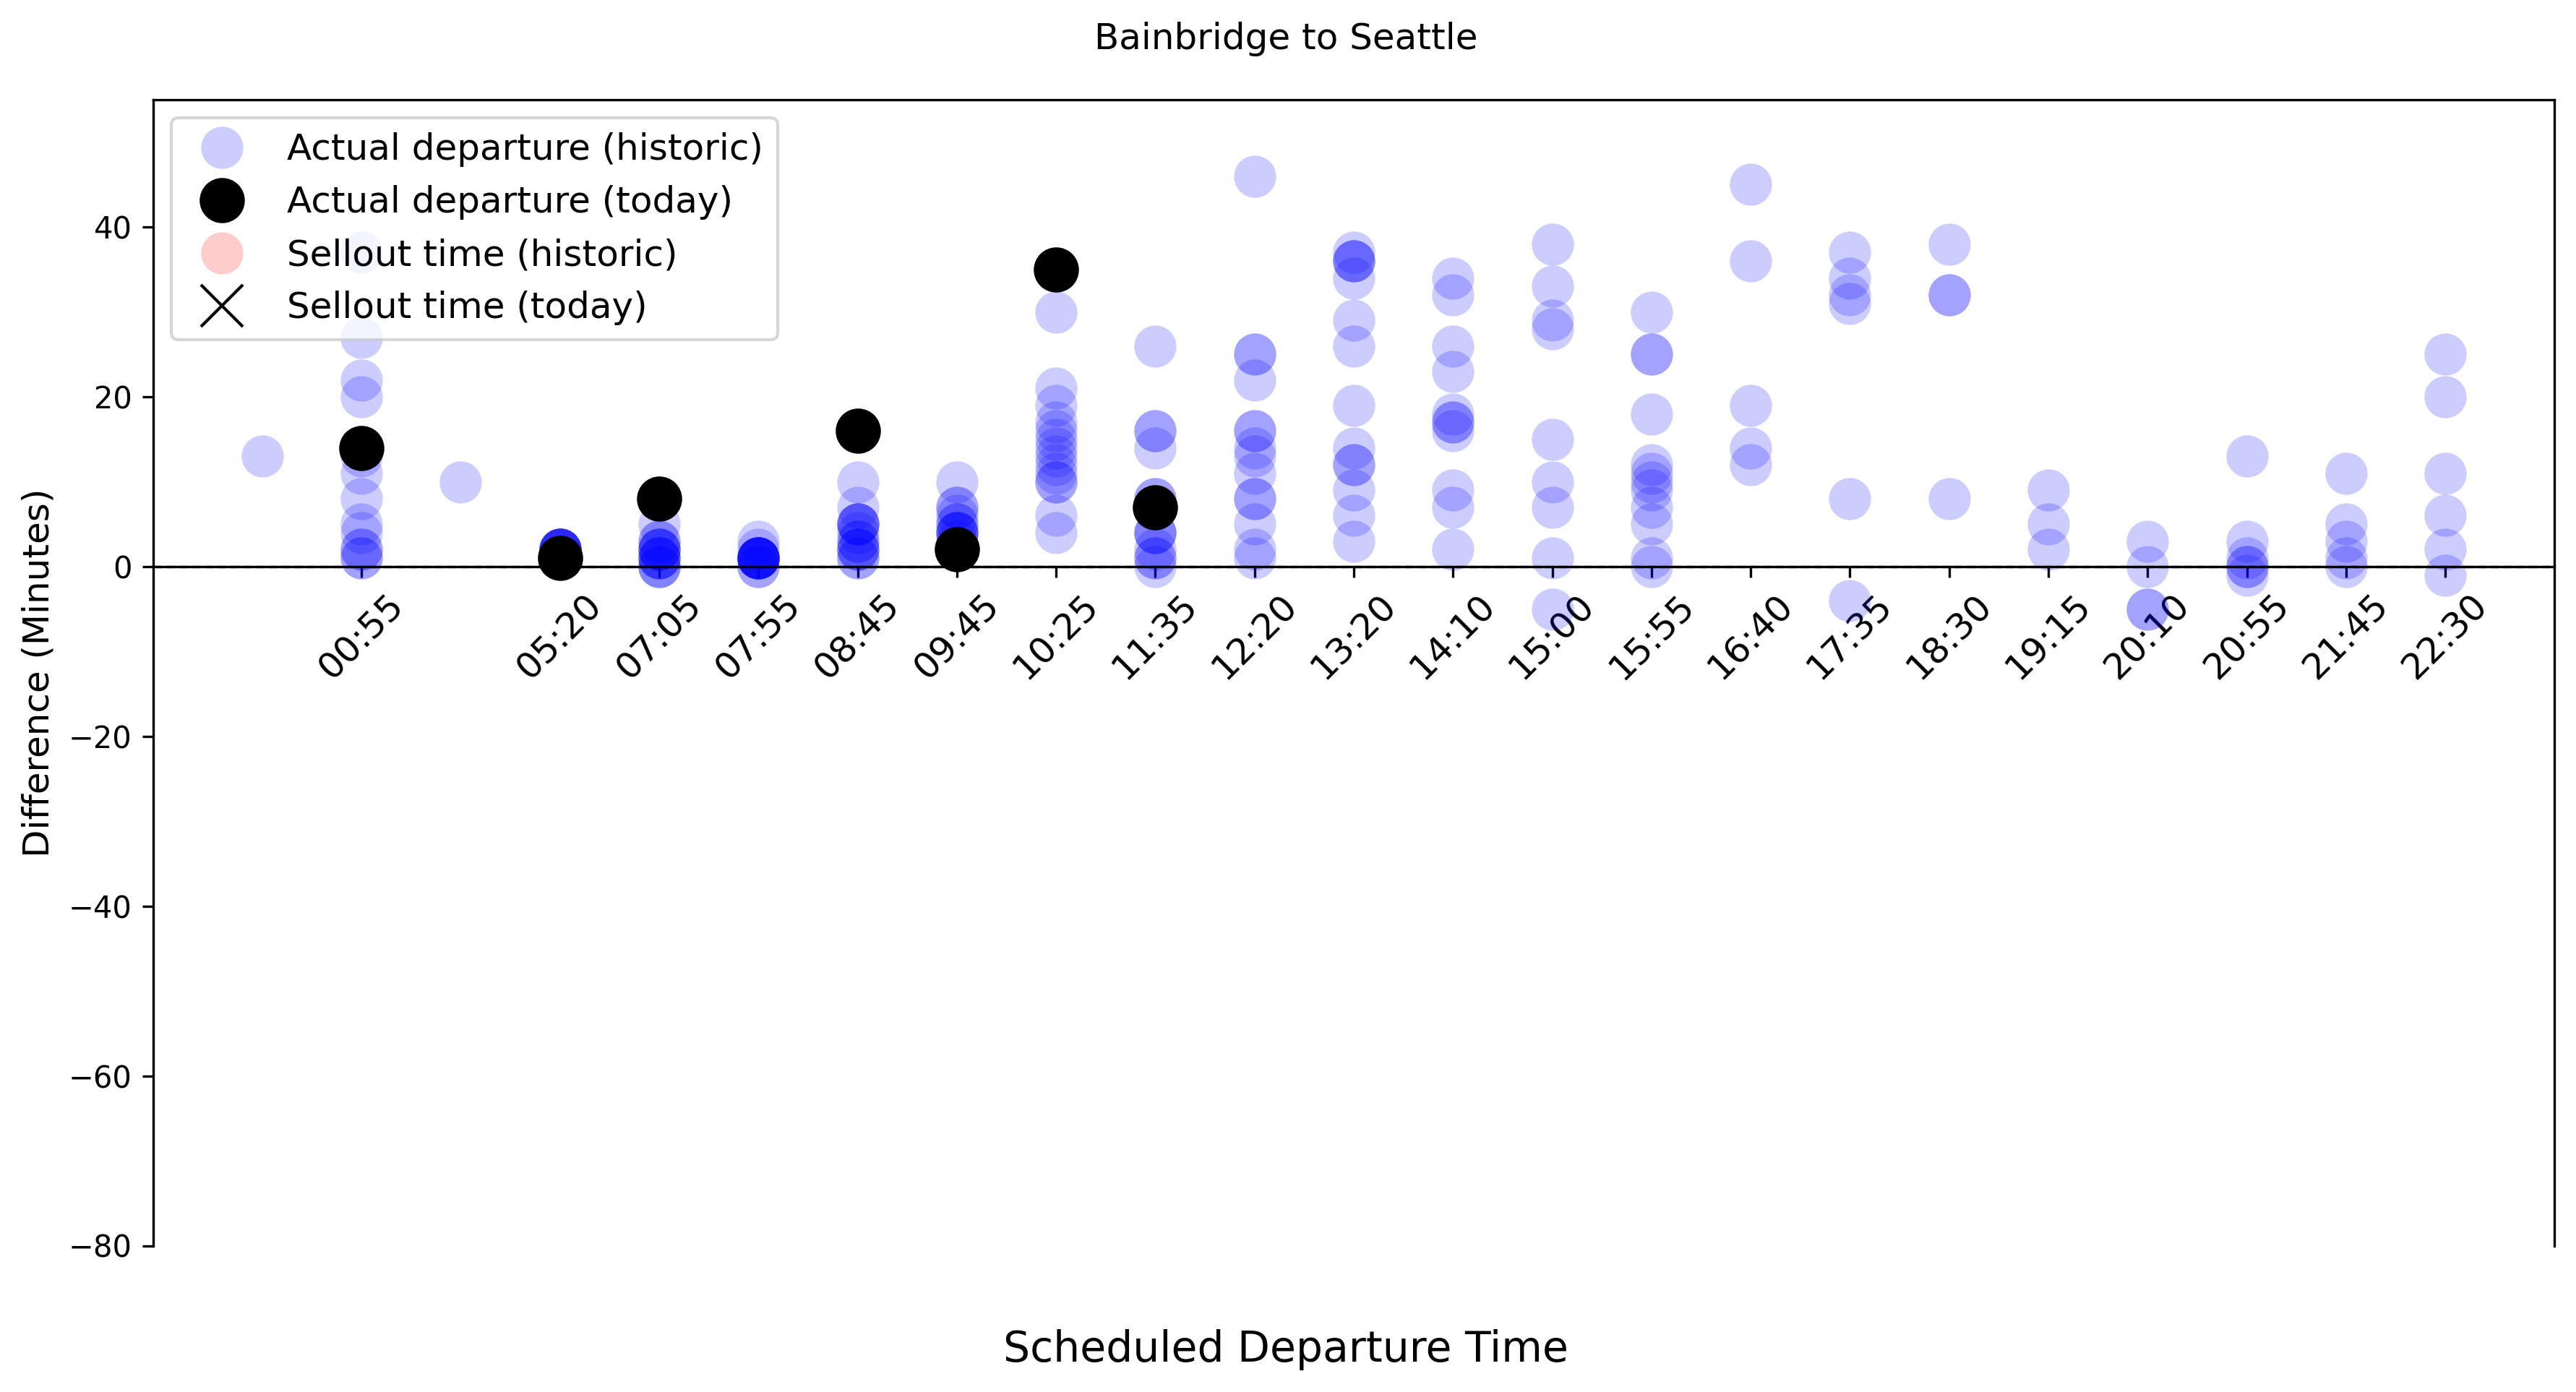 Bainbridge to Seattle
Actual departure (historic)
Actual departure (today)
Sellout time (historic)
Sellout time (today)
Difference (Minutes)
40
20
0
−20
−40
−60
−80
00:55 05:20 07:05 07:55 08:45 09:45 10:25 11:35 12:20 13:20 14:10 15:00 15:55 16:40 17:35 18:30 19:15 20:10 20:55 21:45 22:30
Scheduled Departure Time